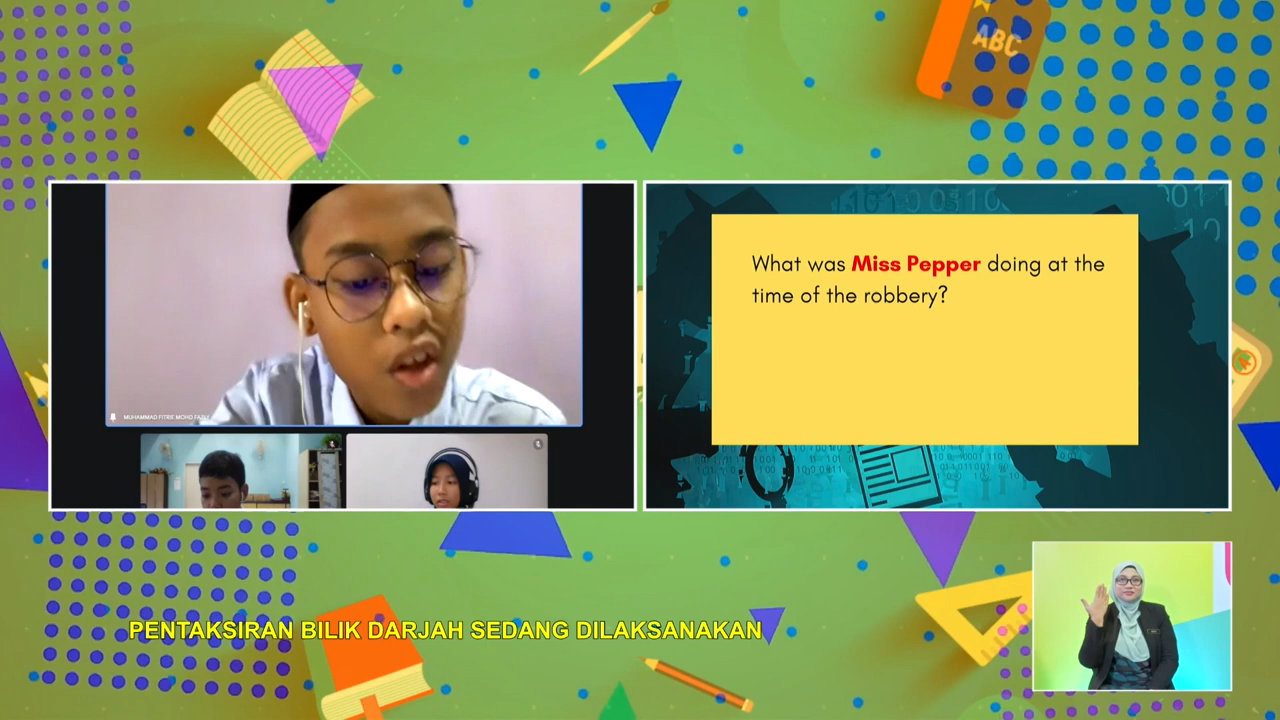 ABC
What was Miss Pepper doing at the
time of the robbery?
PENTAKSIRAN BILIK DARJAH SEDANG DILAKSANAKAN